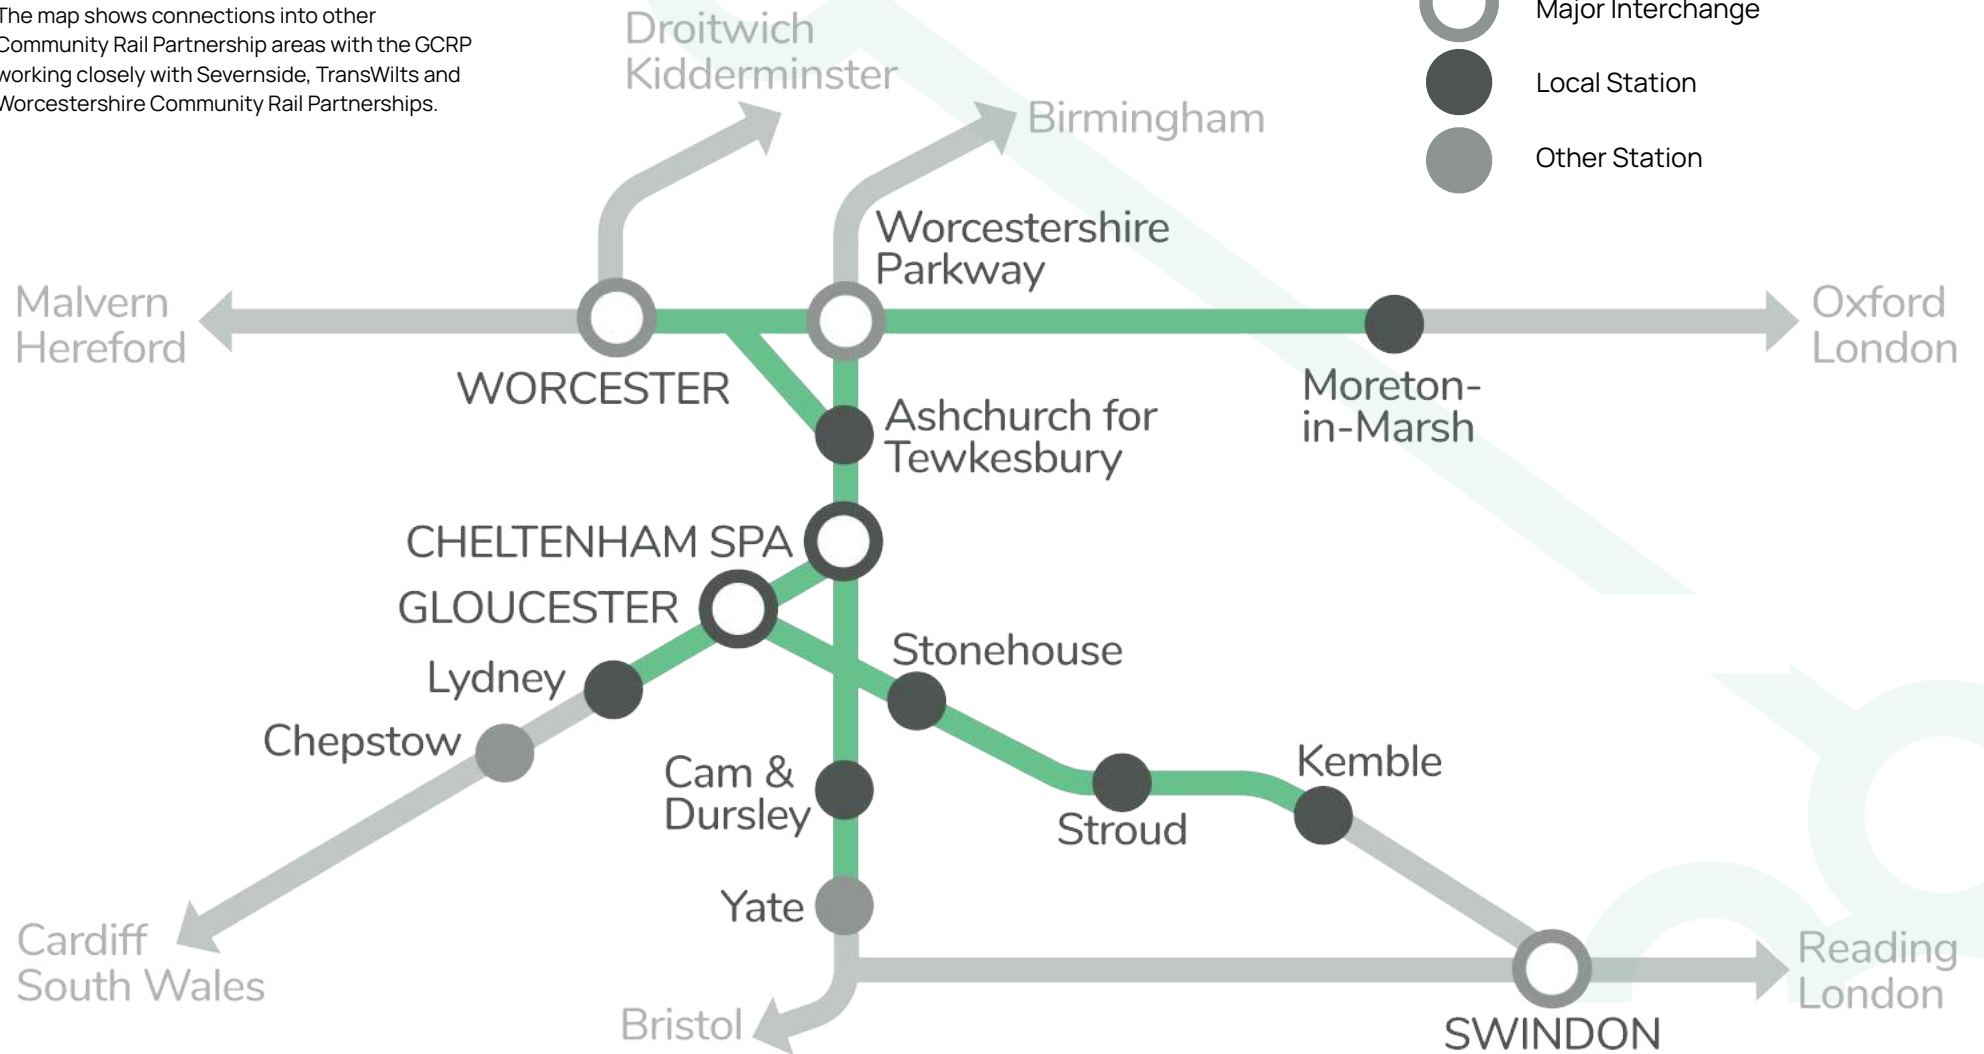 The map shows connections into other
Community Rail Partnership areas with the GCRP
working closely with Severnside, TransWilts and
Worcestershire Community Rail Partnerships.
Major Interchange
Local Station
Other Station
Droitwich
Kidderminster
Birmingham
Worcestershire
Parkway
Malvern
Hereford
Oxford
London
WORCESTER
Moreton-
in-Marsh
Ashchurch for
Tewkesbury
CHELTENHAM SPA
GLOUCESTER
Stonehouse
Lydney
Chepstow
Cam &
Dursley
Kemble
Stroud
Yate
Cardiff
South Wales
Reading
London
Bristol
SWINDON